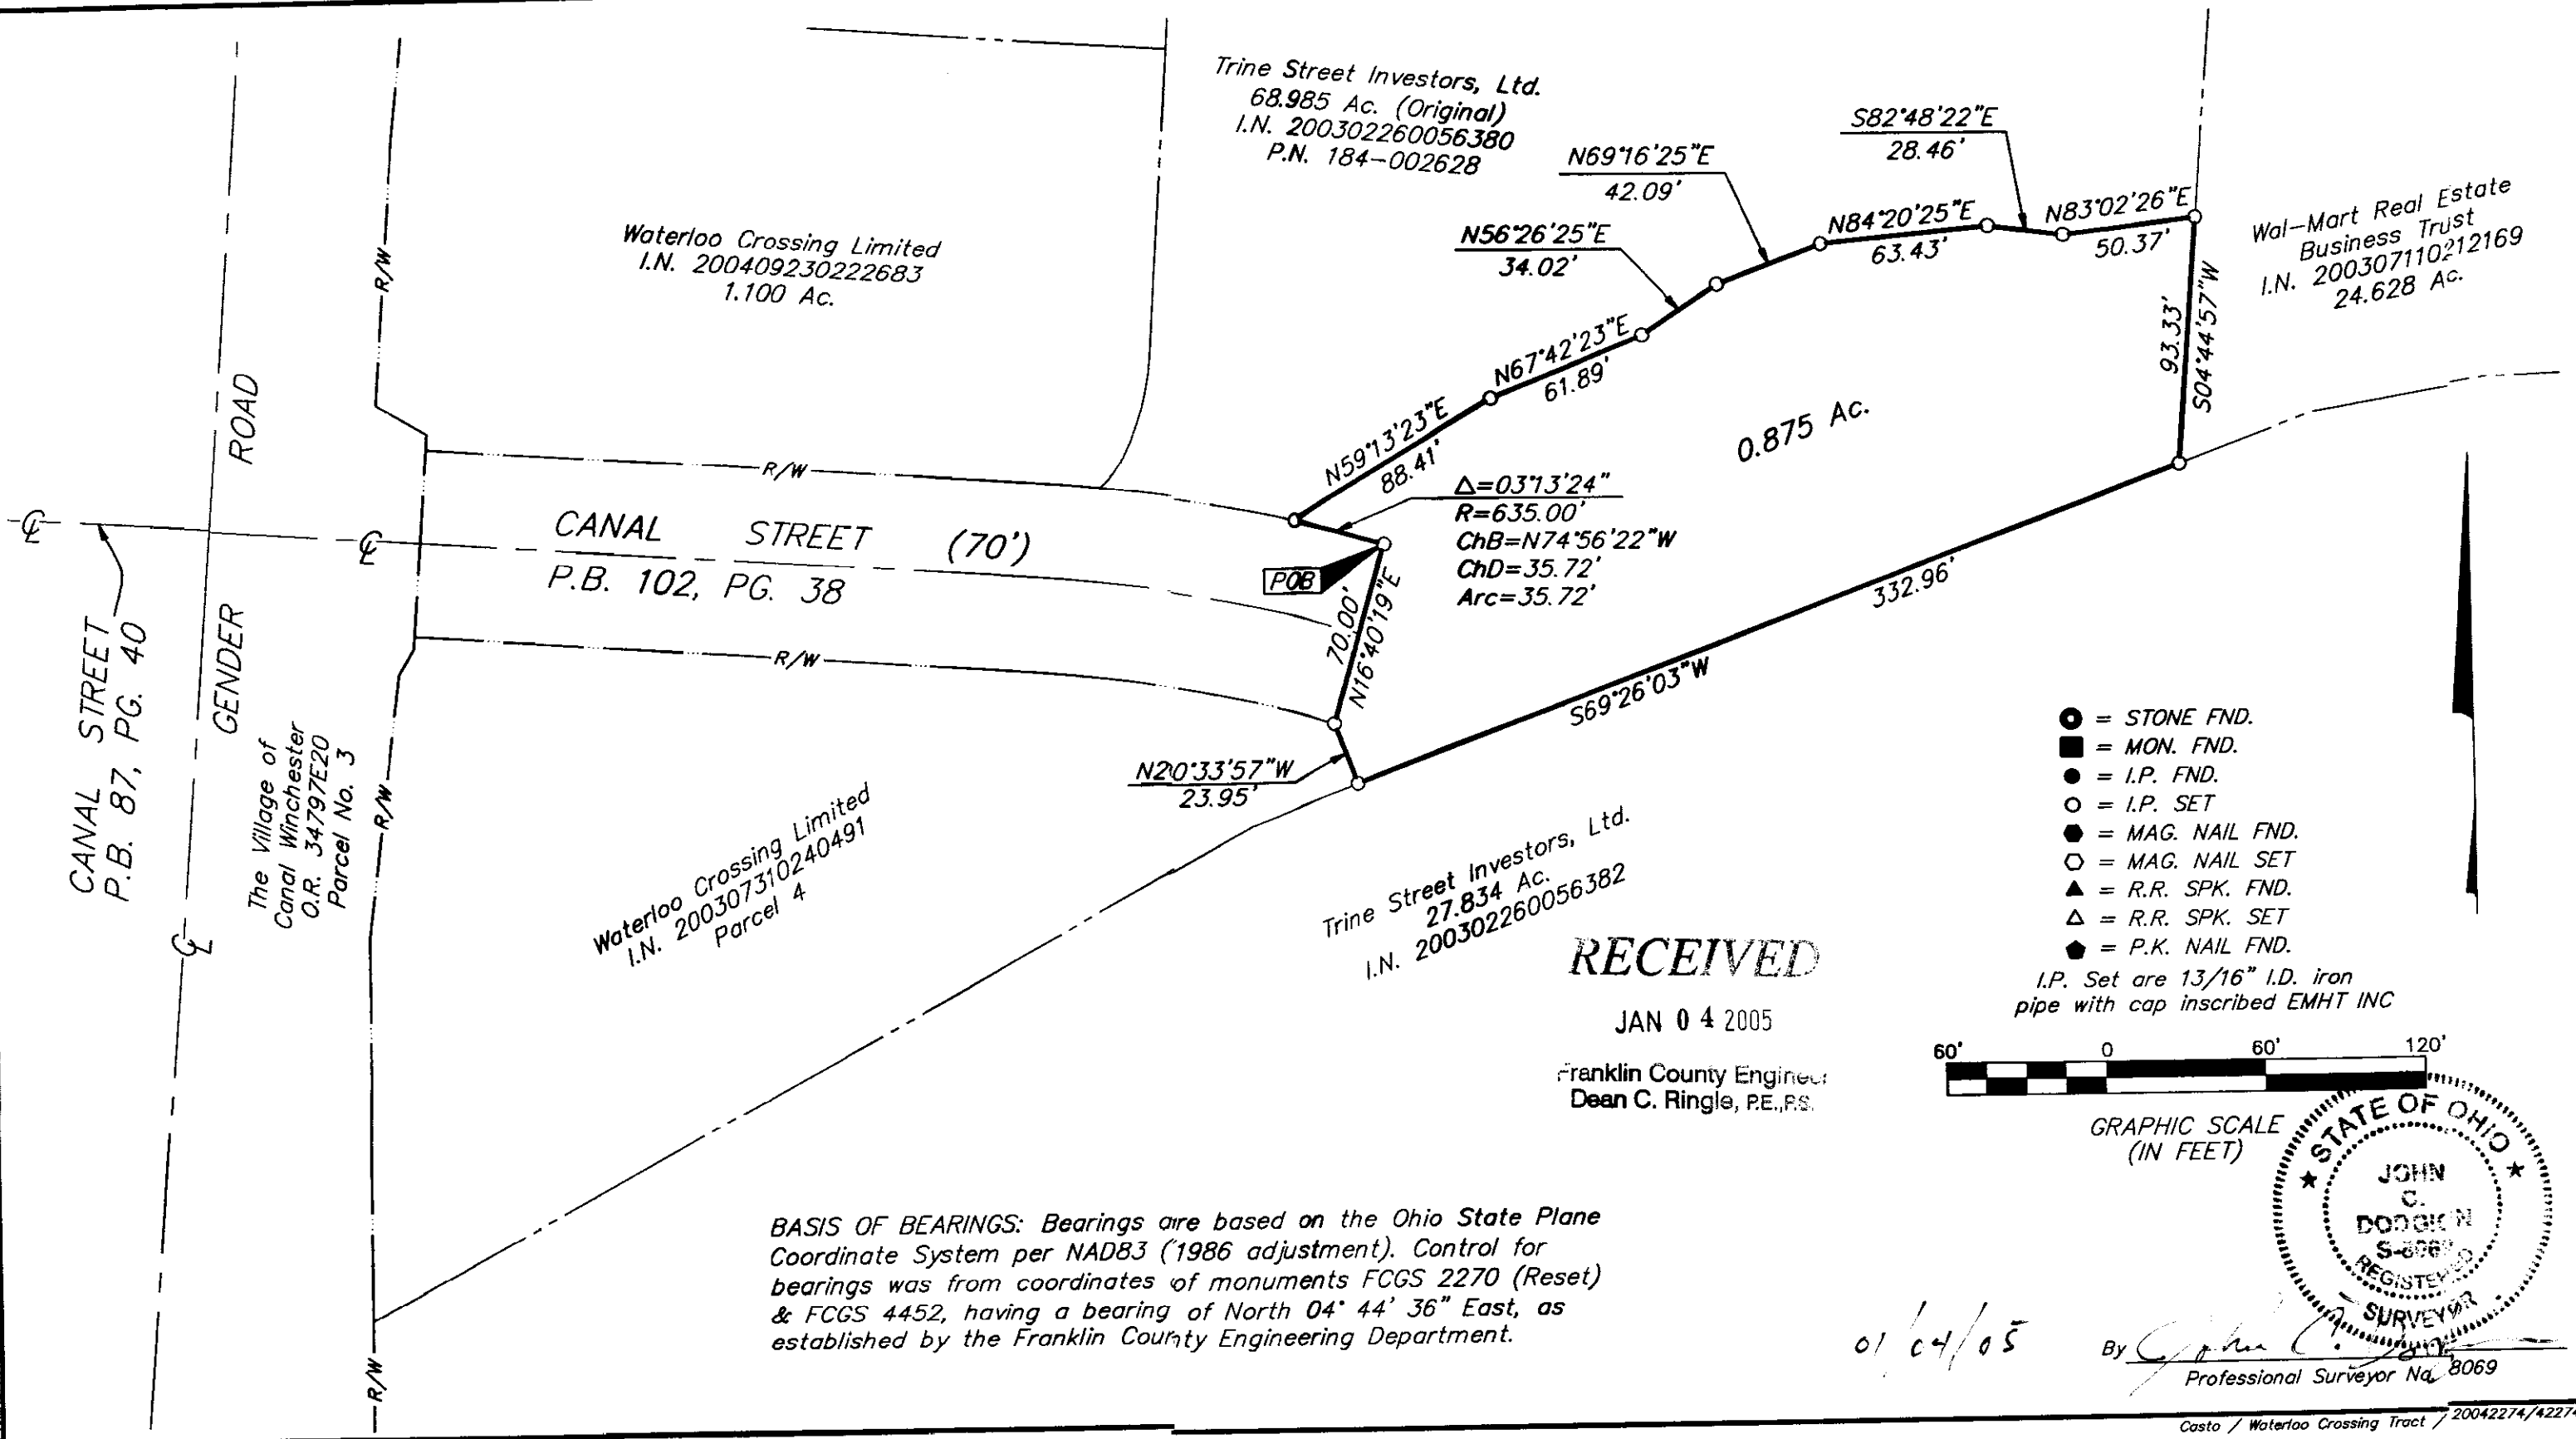 Trine Street Investors, Ltd.
68.985 Ac. (Original)
I.N. 200302260056380
P.N. 184-002628
Waterloo Crossing Limited
I.N. 200409230222683
1.100 Ac.
S82°48'22"E
28.46'
N69°16'25"E
42.09'
N56°26'25"E
34.02'
N84°20'25"E
63.43'
N83°02'26"E
50.37'
Wal-Mart Real Estate
Business Trust
I.N. 200307110212169
24.628 Ac.
93.33'
S04°44'57"W
N67°42'23"E
61.89'
N59°13'23"E
88.41'
0.875 Ac.
Δ=03°13'24"
R=635.00'
ChB=N74°56'22"W
ChD=35.72'
Arc=35.72'
POB
70.00'
N16°40'19"E
332.96'
S69°26'03"W
N20°33'57"W
23.95'
R/W
R/W
R/W
R/W
R/W
CANAL STREET (70')
P.B. 102, PG. 38
GENDER ROAD
CANAL STREET
P.B. 87, PG. 40
The Village of
Canal Winchester
O.R. 34797E20
Parcel No. 3
Waterloo Crossing Limited
I.N. 200307310240491
Parcel 4
Trine Street Investors, Ltd.
27.834 Ac.
I.N. 200302260056382
RECEIVED
JAN 04 2005
Franklin County Engineer
Dean C. Ringle, P.E., P.S.
= STONE FND.
= MON. FND.
= I.P. FND.
= I.P. SET
= MAG. NAIL FND.
= MAG. NAIL SET
= R.R. SPK. FND.
= R.R. SPK. SET
= P.K. NAIL FND.
I.P. Set are 13/16" I.D. iron
pipe with cap inscribed EMHT INC
60' 0 60' 120'
GRAPHIC SCALE
(IN FEET)
STATE OF OHIO
JOHN
C.
REGISTERED
SURVEYOR
BASIS OF BEARINGS: Bearings are based on the Ohio State Plane
Coordinate System per NAD83 (1986 adjustment). Control for
bearings was from coordinates of monuments FCGS 2270 (Reset)
& FCGS 4452, having a bearing of North 04° 44' 36" East, as
established by the Franklin County Engineering Department.
01/04/05
By John C.
Professional Surveyor No. 8069
Casto / Waterloo Crossing Tract / 20042274/42274